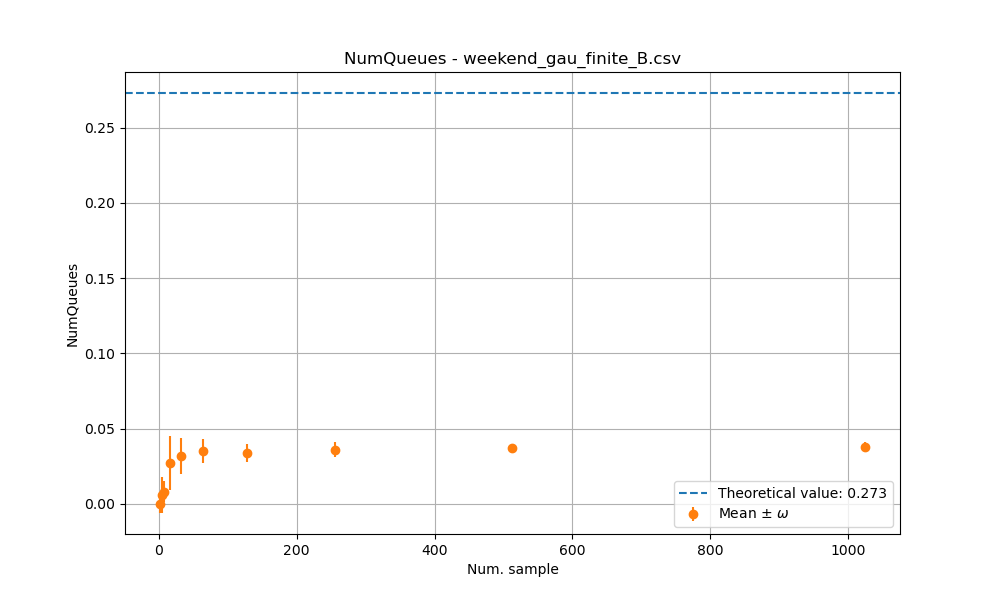 NumQueues - weekend_gau_finite_B.csv
NumQueues
0.25
0.20
0.15
0.10
0.05
0.00
Theoretical value: 0.273
Mean ± ω
0 200 400 600 800 1000
Num. sample